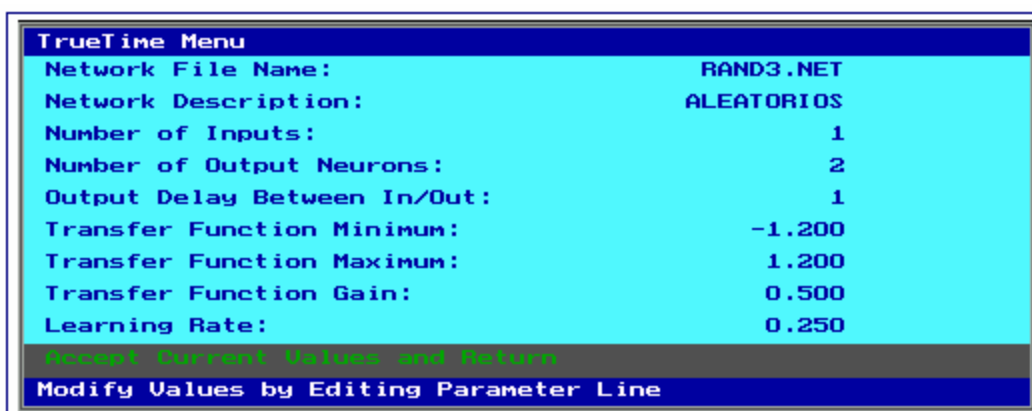 TrueTime Menu
Network File Name: RAND3.NET
Network Description: ALEATORIOS
Number of Inputs: 1
Number of Output Neurons: 2
Output Delay Between In/Out: 1
Transfer Function Minimum: -1.200
Transfer Function Maximum: 1.200
Transfer Function Gain: 0.500
Learning Rate: 0.250
Accept Current Values and Return
Modify Values by Editing Parameter Line